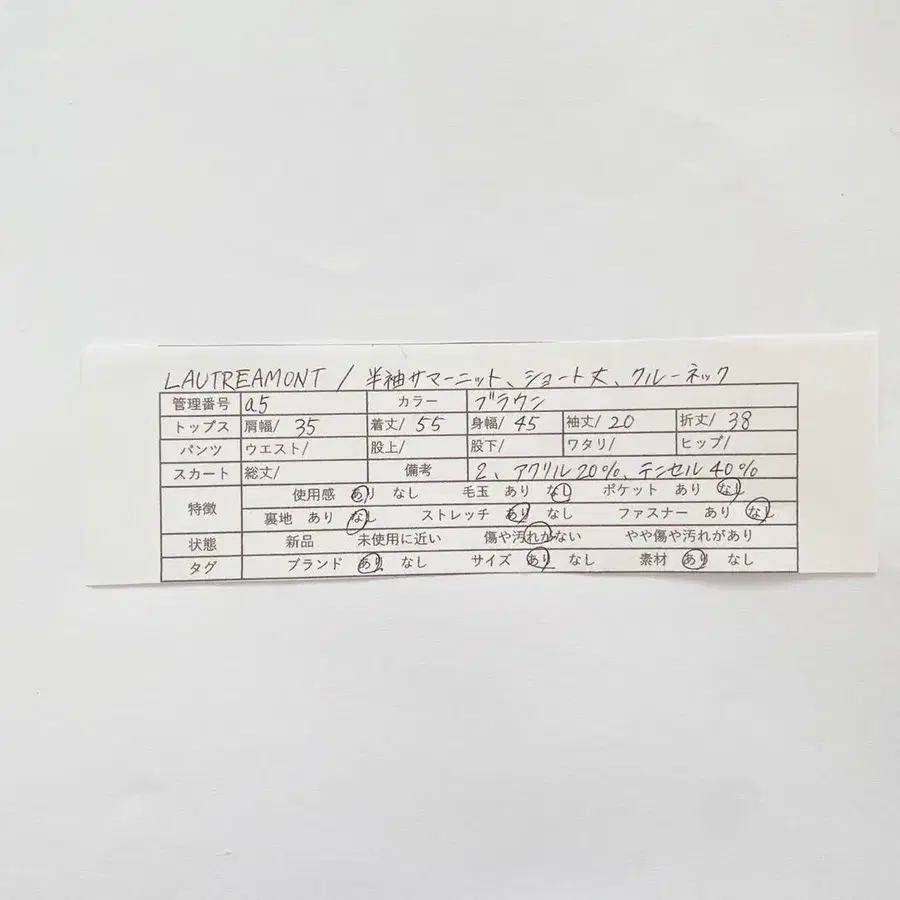 LAUTREAMONT / 半袖サマーニット、ショート丈、クルーネック
管理番号 a5 カラー ブラウン
トップス 肩幅/ 35 着丈/ 55 身幅/ 45 袖丈/ 20 折丈/ 38
パンツ ウエスト/ 股上/ 股下/ ワタリ/ ヒップ/
スカート 総丈/ 備考 2、アクリル20%、テンセル40%
特徴 使用感 あり なし 毛玉 あり なし ポケット あり なし
裏地 あり なし ストレッチ あり なし ファスナー あり なし
状態 新品 未使用に近い 傷や汚れがない やや傷や汚れがあり
タグ ブランド あり なし サイズ あり なし 素材 あり なし